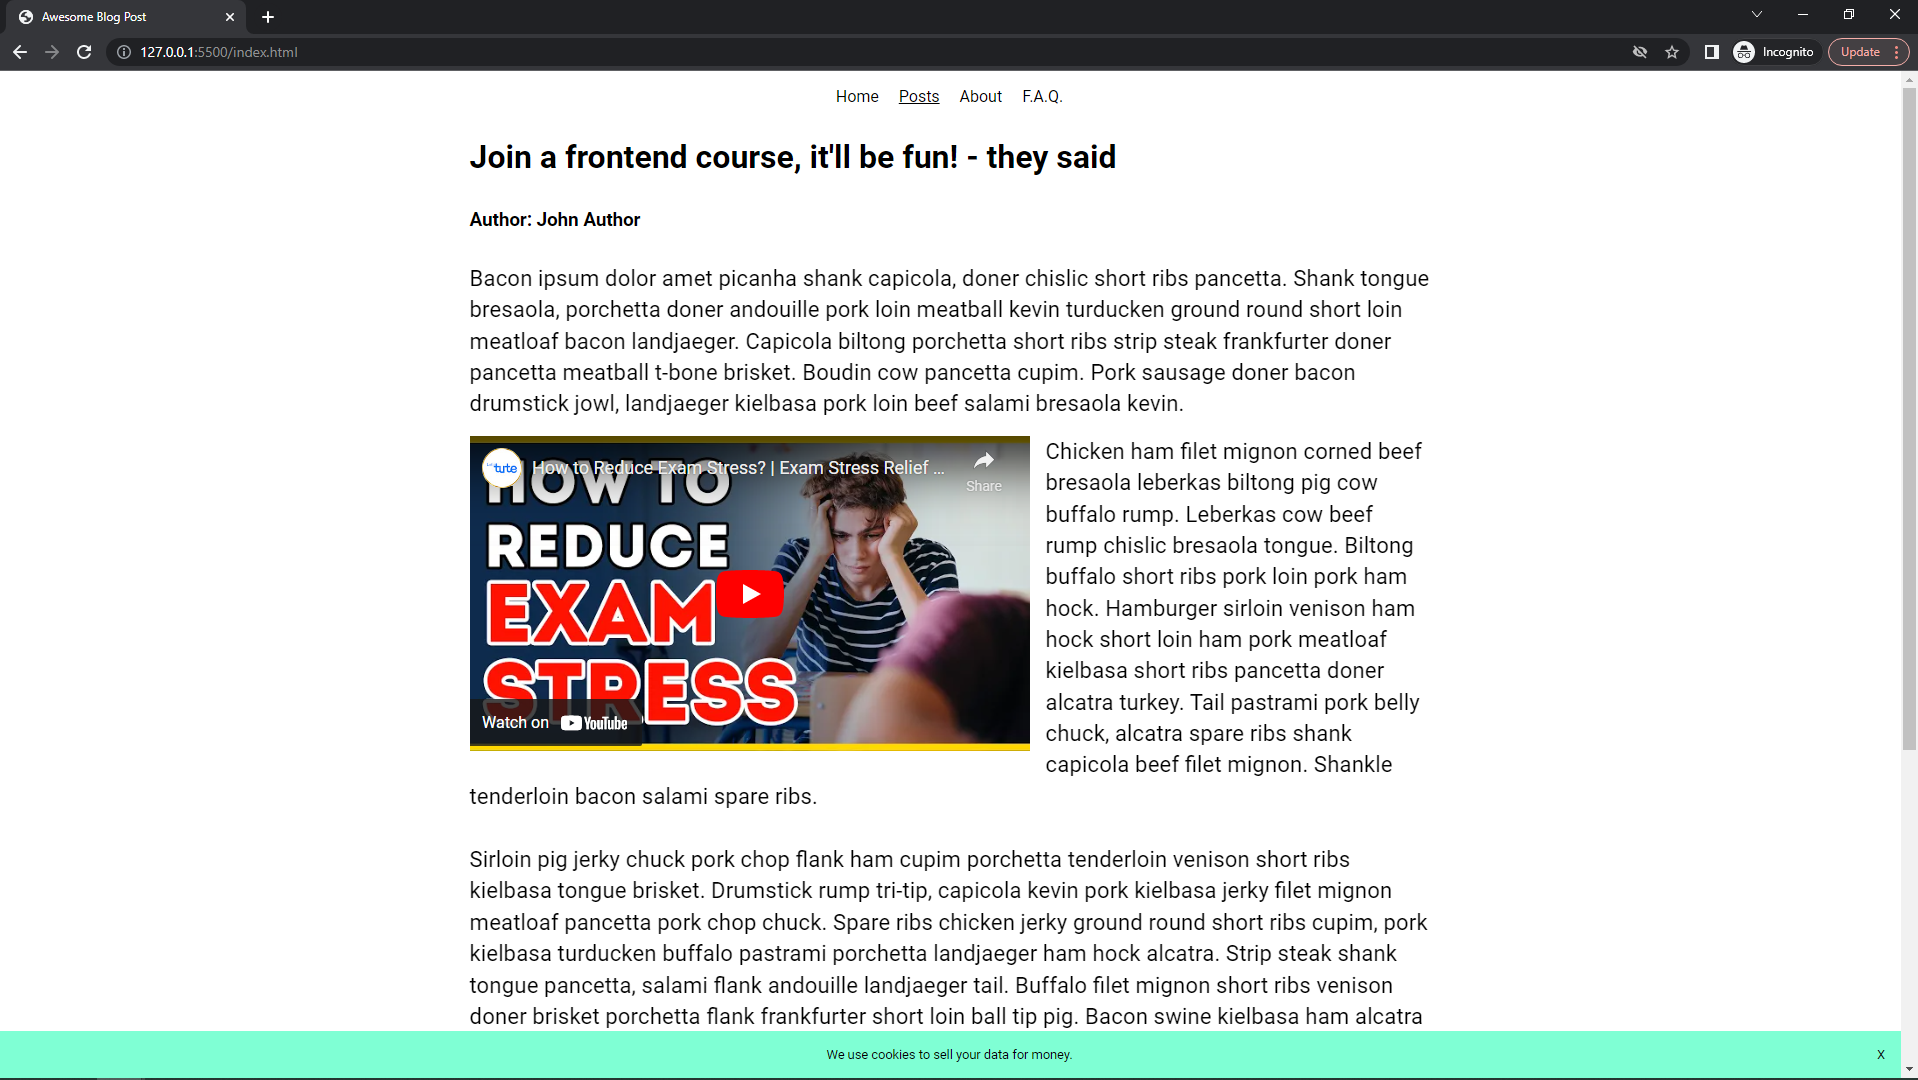 Awesome Blog Post
127.0.0.1:5500/index.html
Incognito
Update
Home Posts About F.A.Q.
Join a frontend course, it'll be fun! - they said
Author: John Author
Bacon ipsum dolor amet picanha shank capicola, doner chislic short ribs pancetta. Shank tongue
bresaola, porchetta doner andouille pork loin meatball kevin turducken ground round short loin
meatloaf bacon landjaeger. Capicola biltong porchetta short ribs strip steak frankfurter doner
pancetta meatball t-bone brisket. Boudin cow pancetta cupim. Pork sausage doner bacon
drumstick jowl, landjaeger kielbasa pork loin beef salami bresaola kevin.
tute
How to Reduce Exam Stress? | Exam Stress Relief ...
Share
HOW TO
REDUCE
EXAM
STRESS
Watch on YouTube
Chicken ham filet mignon corned beef
bresaola leberkas biltong pig cow
buffalo rump. Leberkas cow beef
rump chislic bresaola tongue. Biltong
buffalo short ribs pork loin pork ham
hock. Hamburger sirloin venison ham
hock short loin ham pork meatloaf
kielbasa short ribs pancetta doner
alcatra turkey. Tail pastrami pork belly
chuck, alcatra spare ribs shank
capicola beef filet mignon. Shankle
tenderloin bacon salami spare ribs.
Sirloin pig jerky chuck pork chop flank ham cupim porchetta tenderloin venison short ribs
kielbasa tongue brisket. Drumstick rump tri-tip, capicola kevin pork kielbasa jerky filet mignon
meatloaf pancetta pork chop chuck. Spare ribs chicken jerky ground round short ribs cupim, pork
kielbasa turducken buffalo pastrami porchetta landjaeger ham hock alcatra. Strip steak shank
tongue pancetta, salami flank andouille landjaeger tail. Buffalo filet mignon short ribs venison
doner brisket porchetta flank frankfurter short loin ball tip pig. Bacon swine kielbasa ham alcatra
We use cookies to sell your data for money.
X